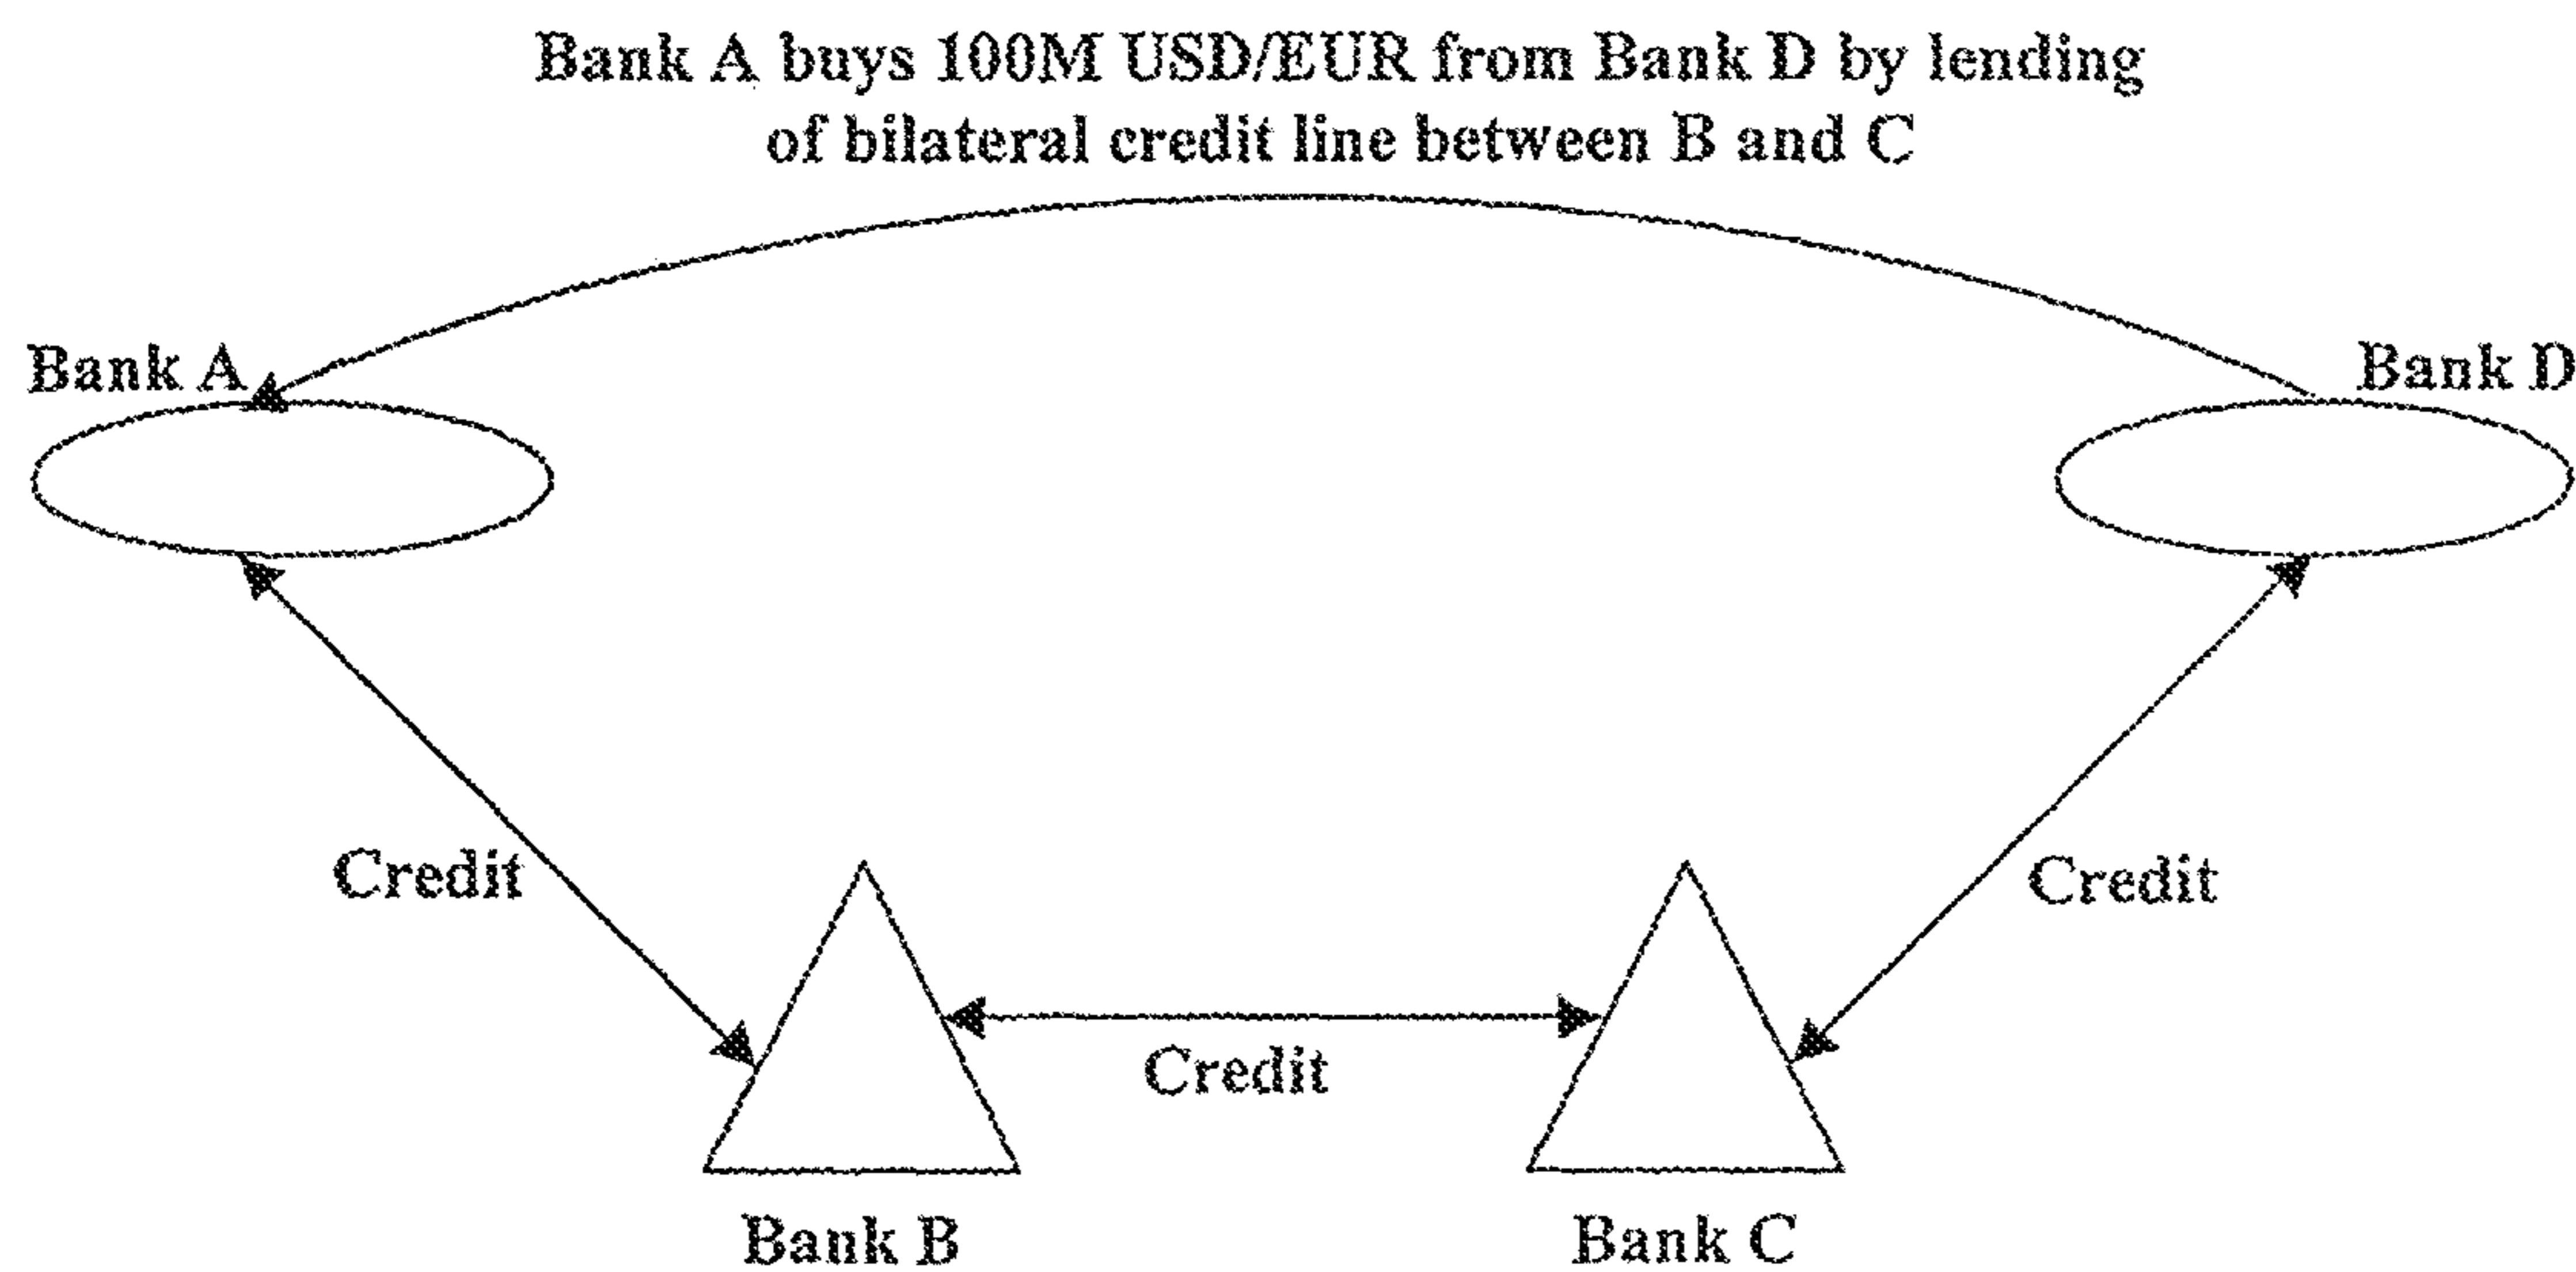 Bank A buys 100M USD/EUR from Bank D by lending
of bilateral credit line between B and C
Bank A
Bank D
Credit
Credit
Credit
Bank B
Bank C